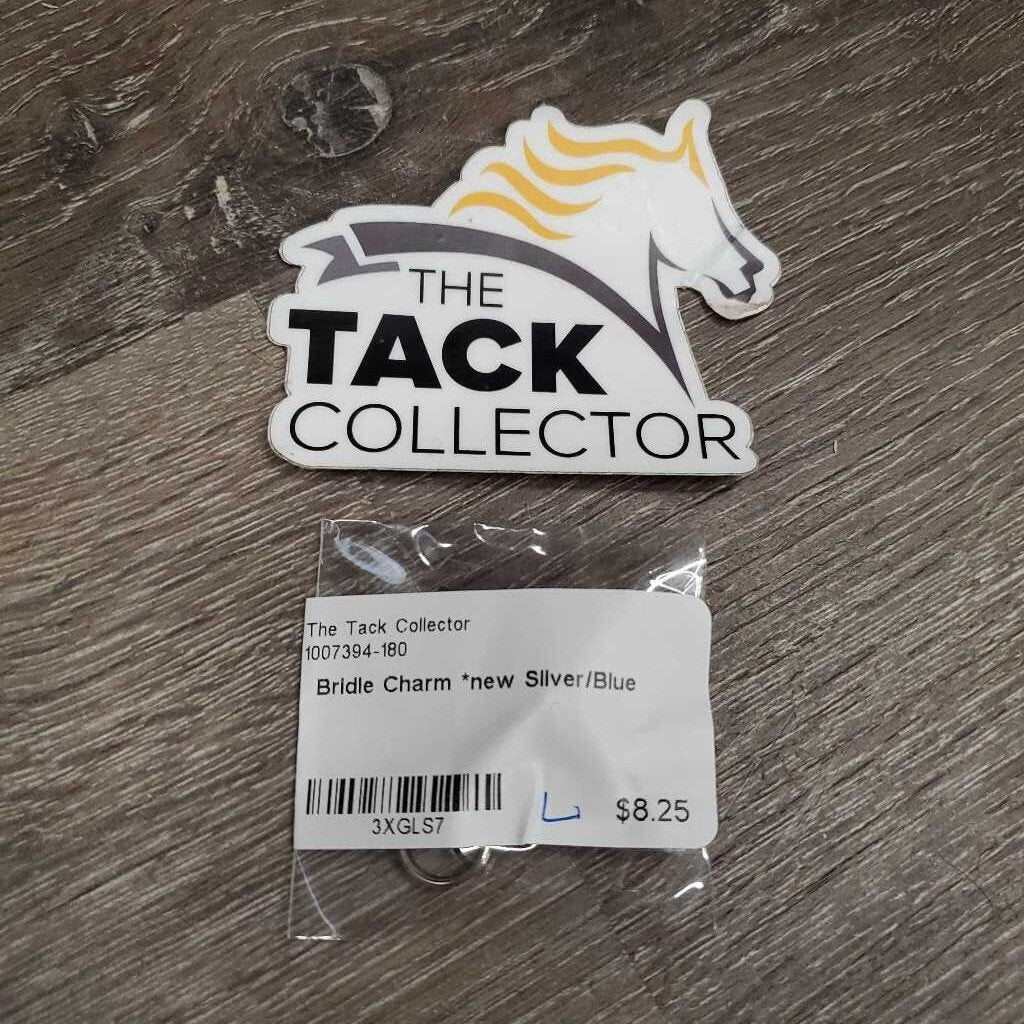 THE
TACK
COLLECTOR
The Tack Collector
1007394-180
Bridle Charm *new Silver/Blue
3XGLS7
L
$8.25